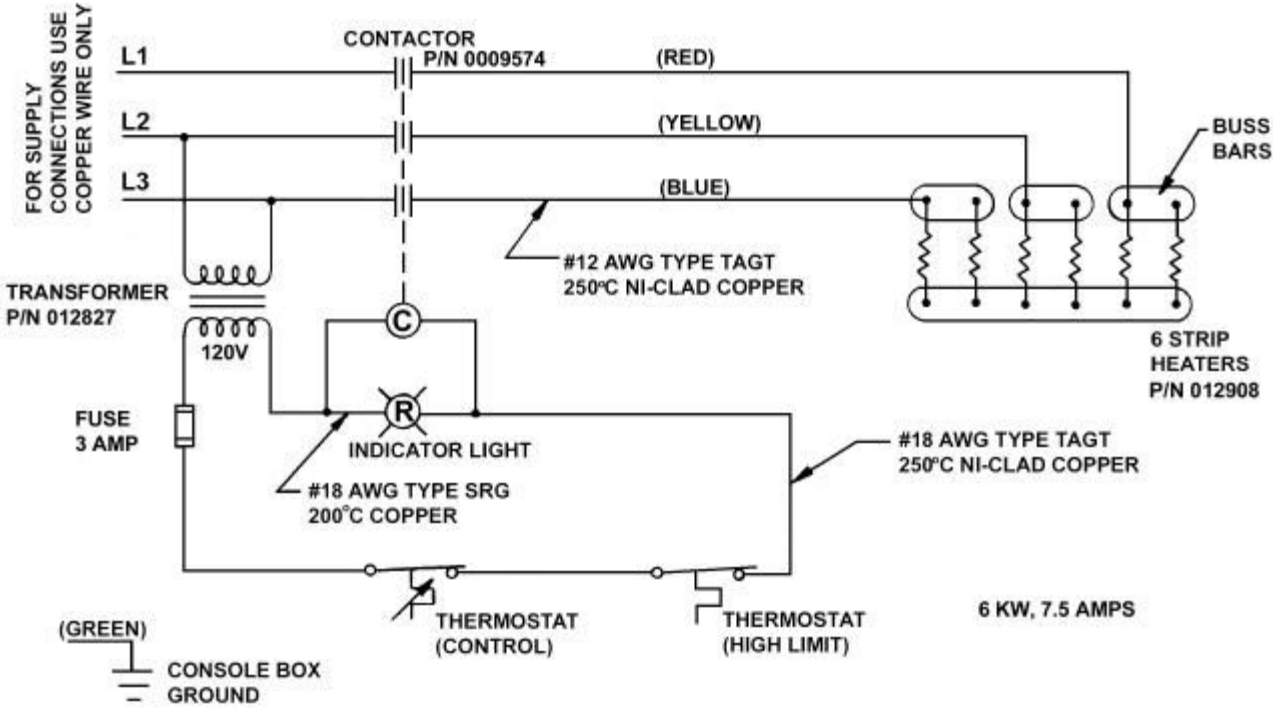 FOR SUPPLY
CONNECTIONS USE
COPPER WIRE ONLY
L1
CONTACTOR
P/N 0009574
(RED)
L2
(YELLOW)
BUSS
BARS
L3
(BLUE)
#12 AWG TYPE TAGT
250°C NI-CLAD COPPER
TRANSFORMER
P/N 012827
120V
C
6 STRIP
HEATERS
P/N 012908
FUSE
3 AMP
R
INDICATOR LIGHT
#18 AWG TYPE TAGT
250°C NI-CLAD COPPER
#18 AWG TYPE SRG
200°C COPPER
THERMOSTAT
(CONTROL)
THERMOSTAT
(HIGH LIMIT)
6 KW, 7.5 AMPS
(GREEN)
CONSOLE BOX
GROUND